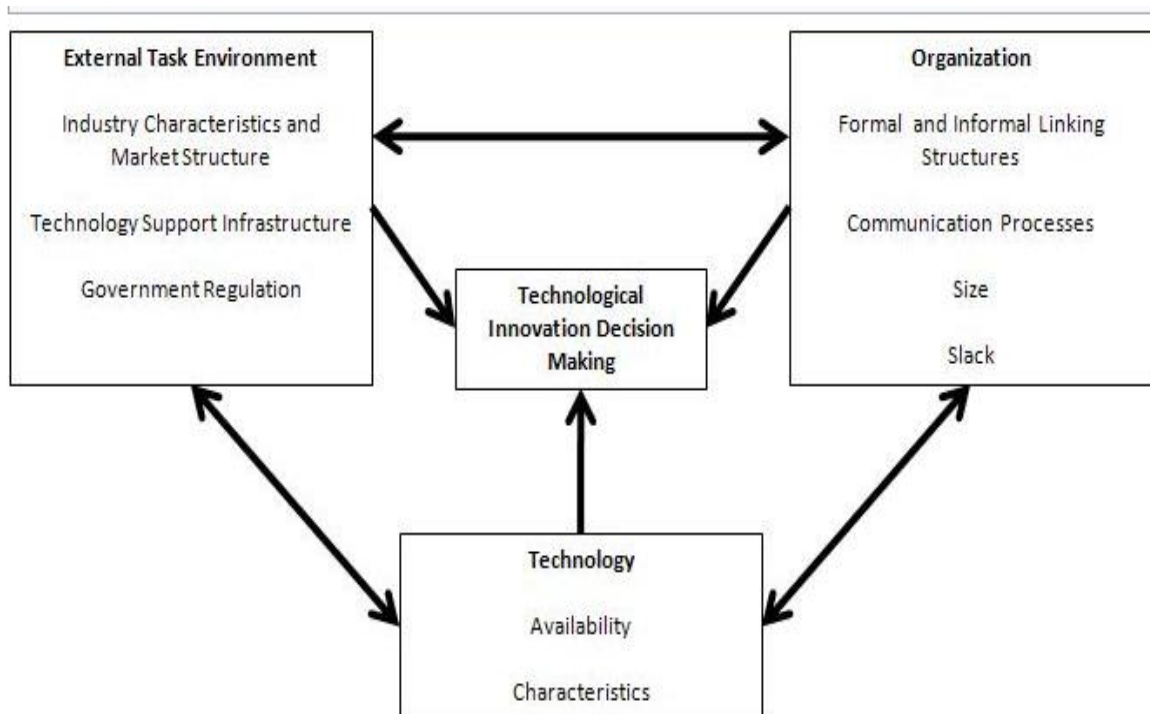 External Task Environment
Industry Characteristics and
Market Structure
Technology Support Infrastructure
Government Regulation
Organization
Formal and Informal Linking
Structures
Communication Processes
Size
Slack
Technological
Innovation Decision
Making
Technology
Availability
Characteristics